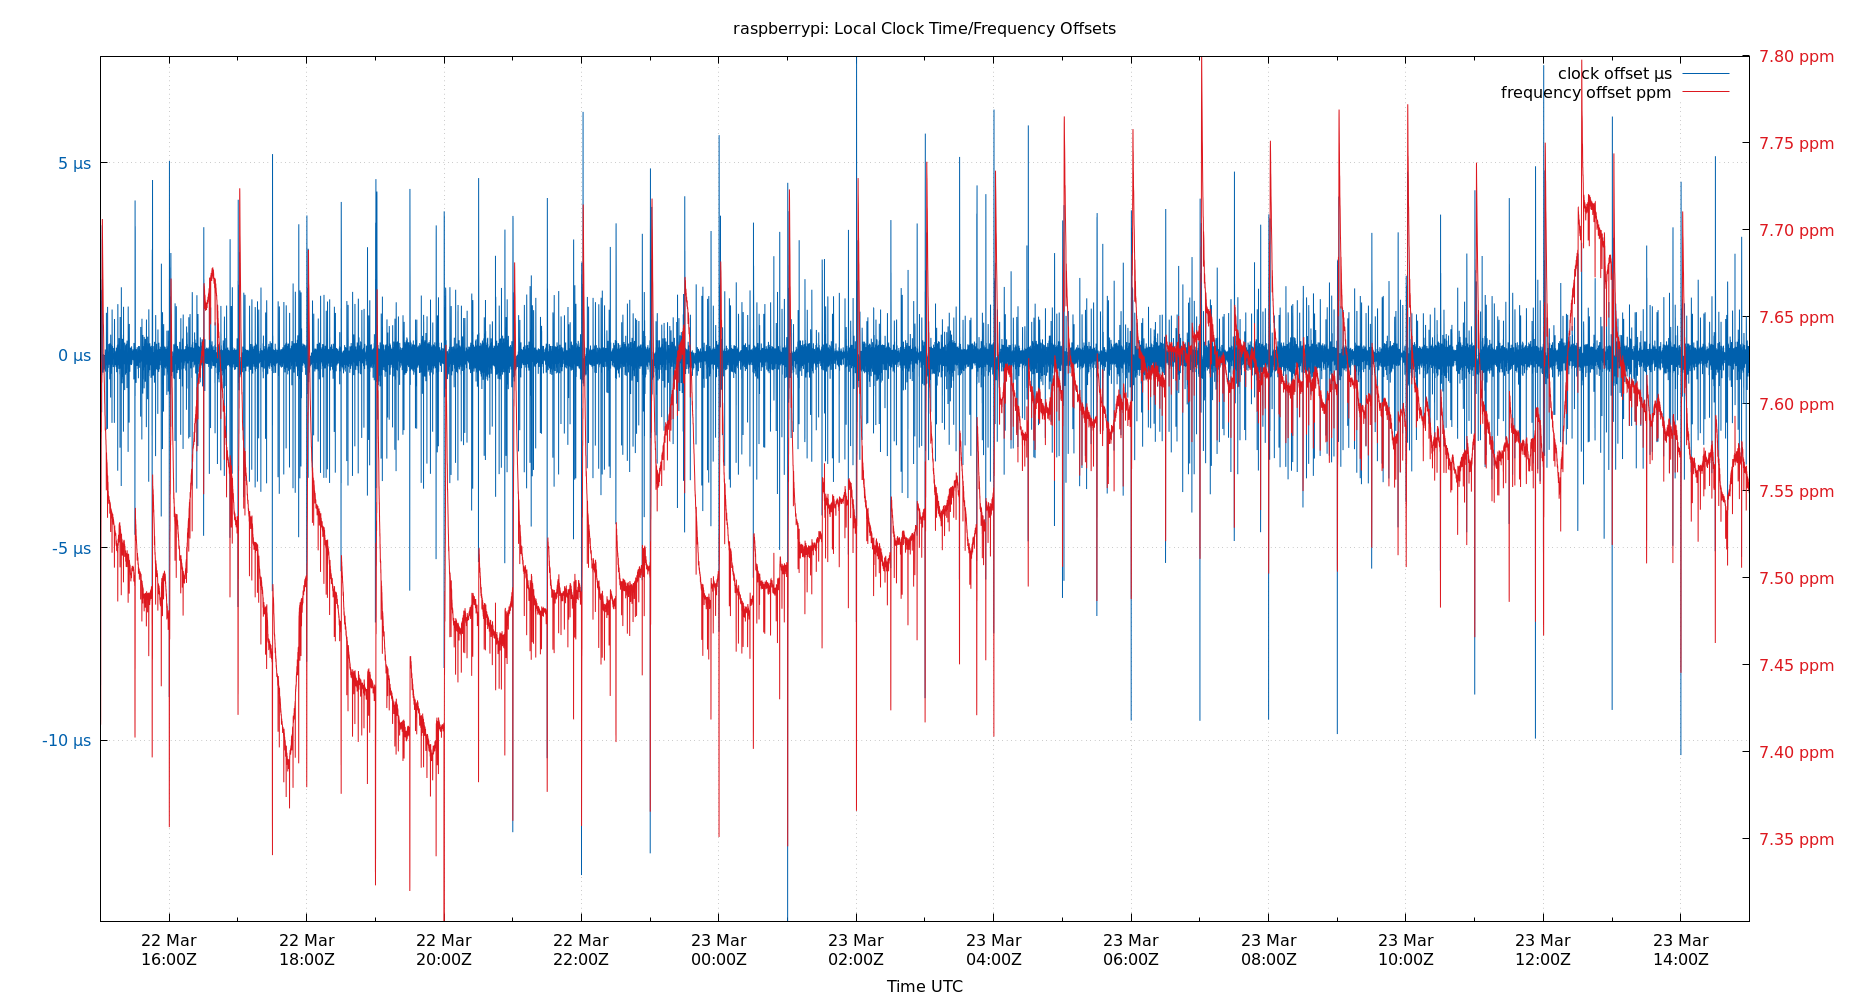 raspberrypi: Local Clock Time/Frequency Offsets
clock offset µs
frequency offset ppm
5 µs
0 µs
-5 µs
-10 µs
7.80 ppm
7.75 ppm
7.70 ppm
7.65 ppm
7.60 ppm
7.55 ppm
7.50 ppm
7.45 ppm
7.40 ppm
7.35 ppm
22 Mar 22 Mar 22 Mar 22 Mar 23 Mar 23 Mar 23 Mar 23 Mar 23 Mar 23 Mar 23 Mar 23 Mar
16:00Z 18:00Z 20:00Z 22:00Z 00:00Z 02:00Z 04:00Z 06:00Z 08:00Z 10:00Z 12:00Z 14:00Z
Time UTC